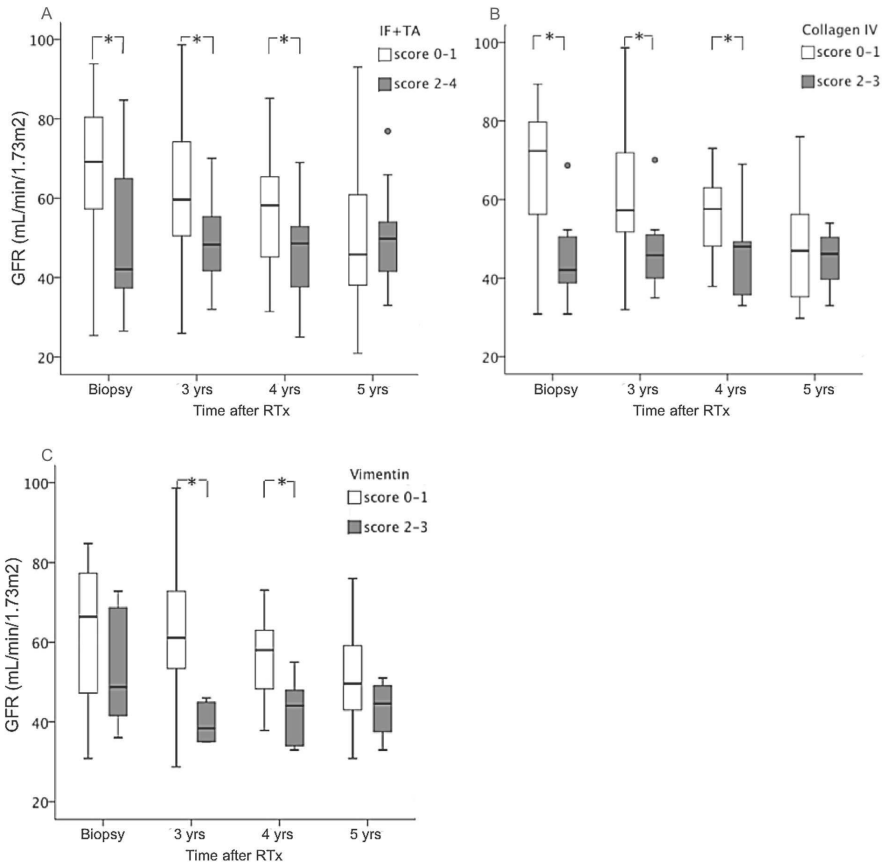 A
IF+TA
score 0-1
score 2-4
100
80
60
40
20
GFR (mL/min/1.73m2)
* * *
Biopsy 3 yrs 4 yrs 5 yrs
Time after RTx
B
Collagen IV
score 0-1
score 2-3
100
80
60
40
20
* * *
Biopsy 3 yrs 4 yrs 5 yrs
Time after RTx
C
Vimentin
score 0-1
score 2-3
100
80
60
40
20
GFR (mL/min/1.73m2)
* *
Biopsy 3 yrs 4 yrs 5 yrs
Time after RTx